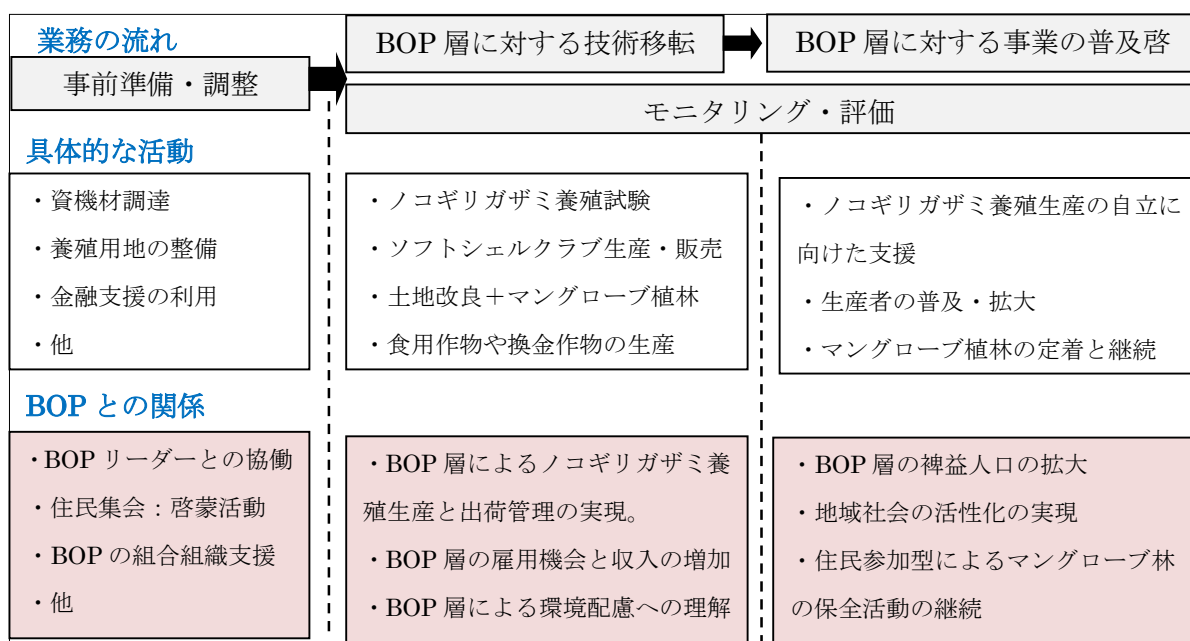 業務の流れ
事前準備・調整
BOP 層に対する技術移転
BOP 層に対する事業の普及啓
モニタリング・評価
具体的な活動
・資機材調達
・養殖用地の整備
・金融支援の利用
・他
・ノコギリガザミ養殖試験
・ソフトシェルクラブ生産・販売
・土地改良＋マングローブ植林
・食用作物や換金作物の生産
・ノコギリガザミ養殖生産の自立に
向けた支援
・生産者の普及・拡大
・マングローブ植林の定着と継続
BOP との関係
・BOP リーダーとの協働
・住民集会：啓蒙活動
・BOP の組合組織支援
・他
・BOP 層によるノコギリガザミ養
殖生産と出荷管理の実現。
・BOP 層の雇用機会と収入の増加
・BOP 層による環境配慮への理解
・BOP 層の裨益人口の拡大
・地域社会の活性化の実現
・住民参加型によるマングローブ林
の保全活動の継続